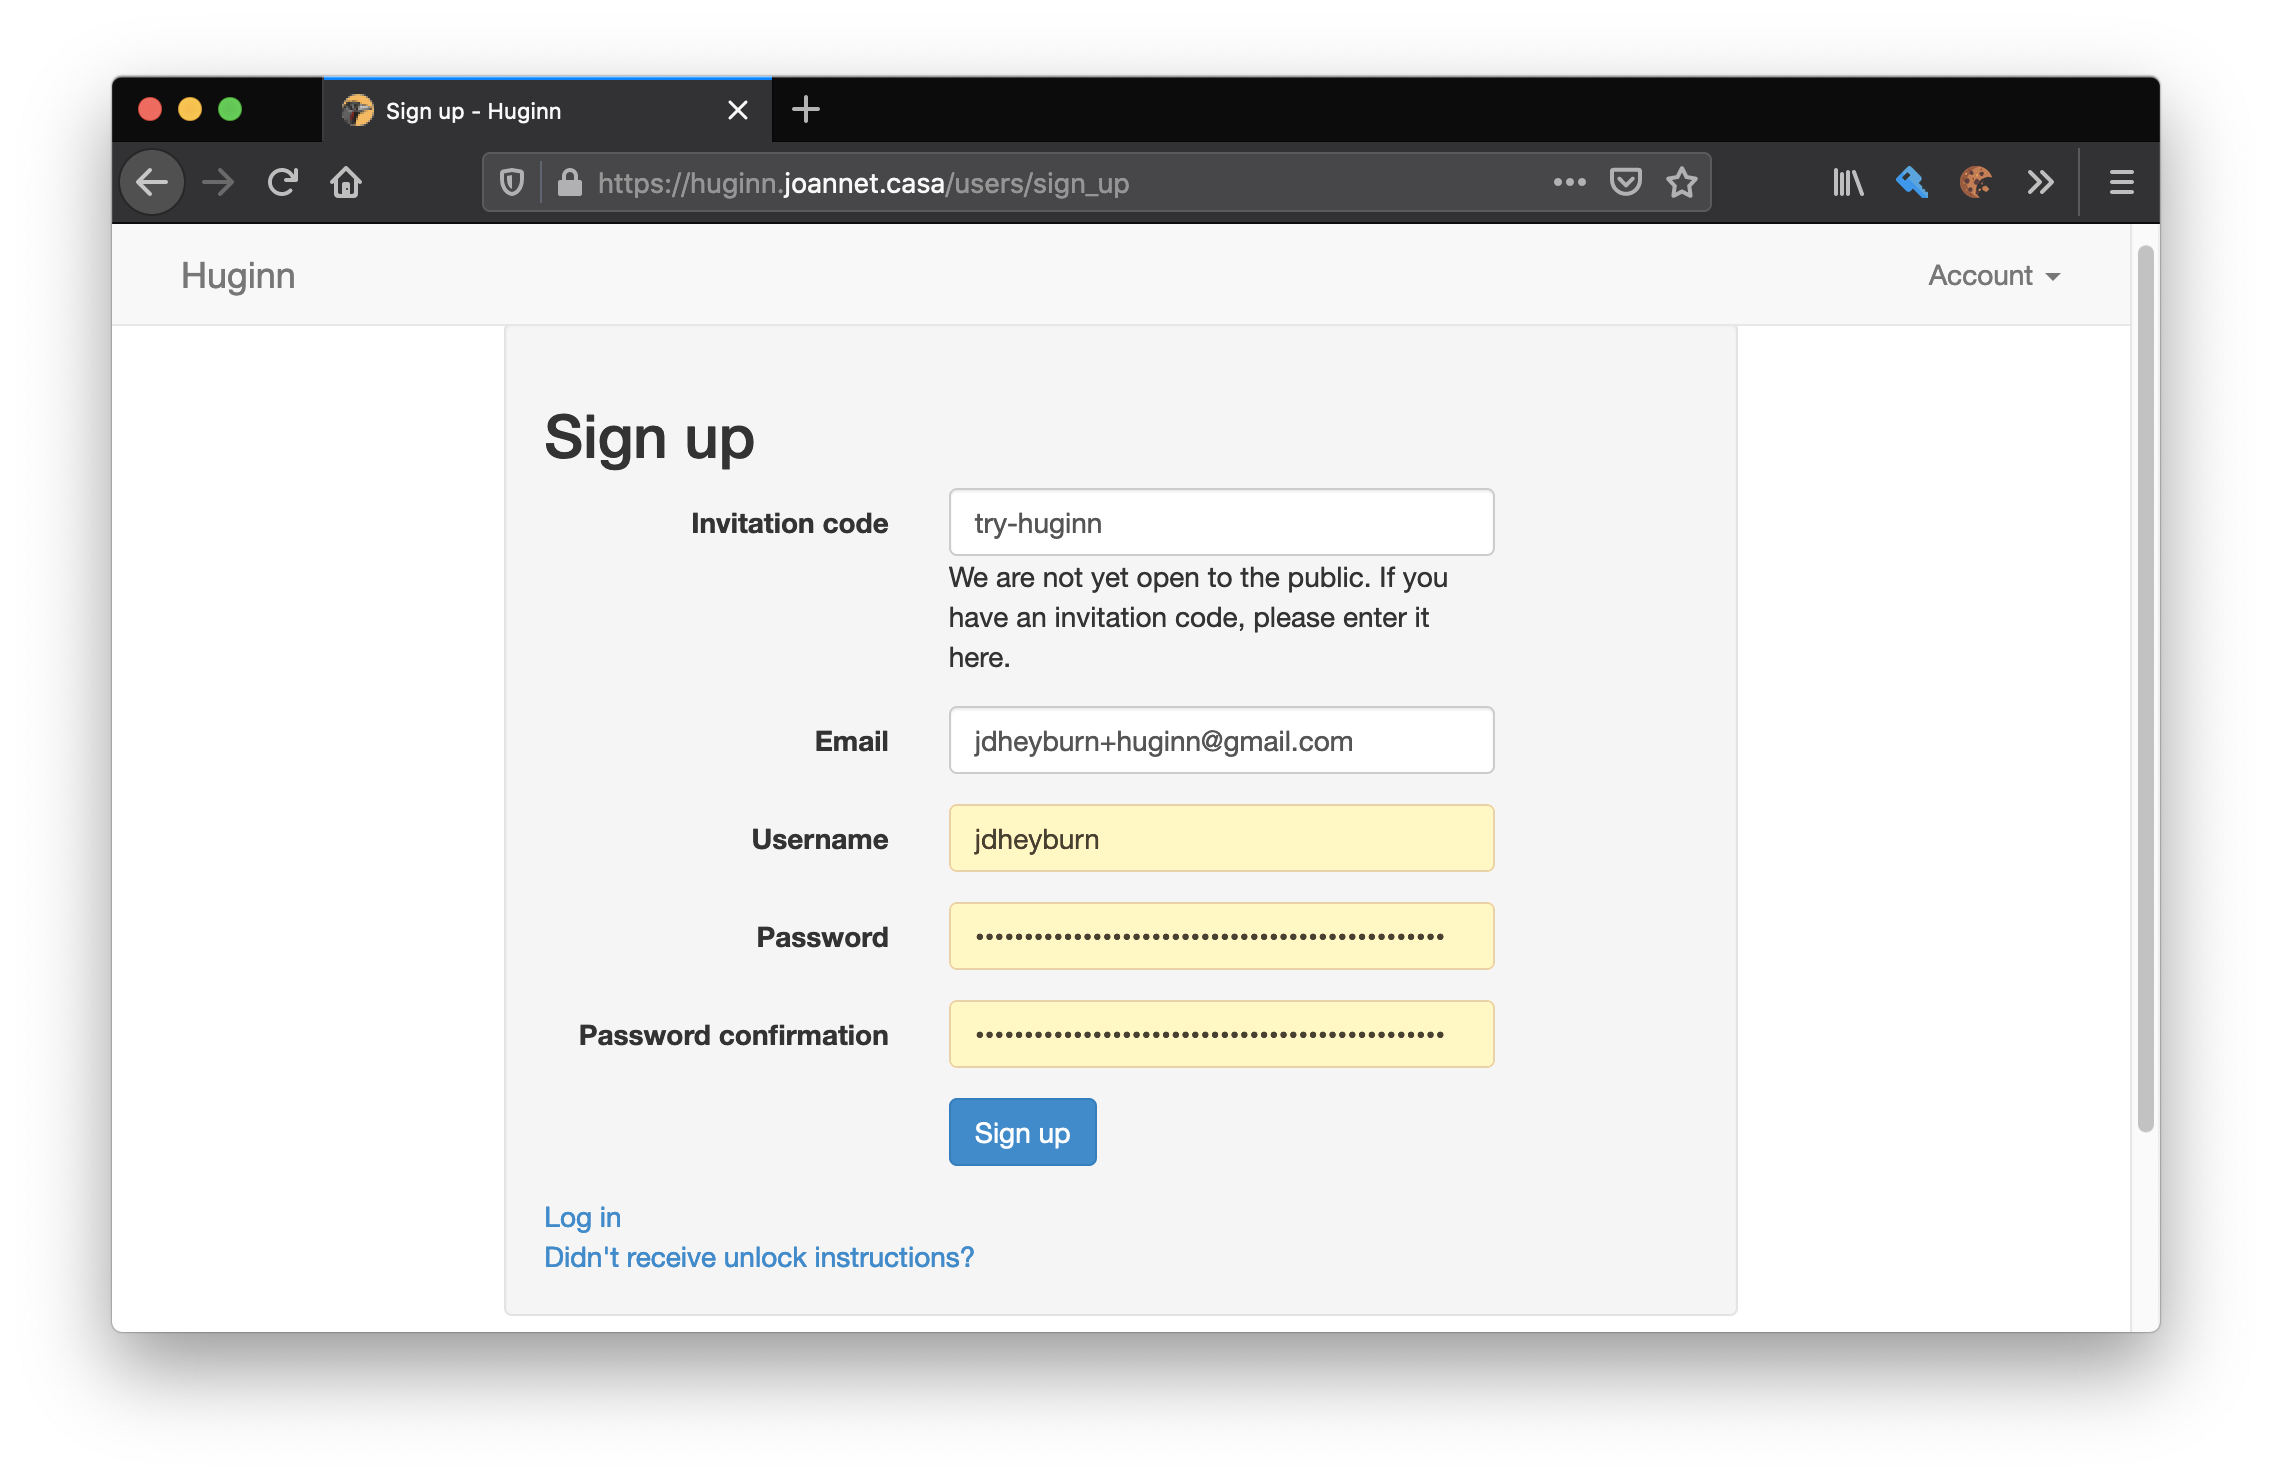 Sign up - Huginn
https://huginn.joannet.casa/users/sign_up
Huginn
Account
Sign up
Invitation code
try-huginn
We are not yet open to the public. If you
have an invitation code, please enter it
here.
Email
jdheyburn+huginn@gmail.com
Username
jdheyburn
Password
Password confirmation
Sign up
Log in
Didn't receive unlock instructions?